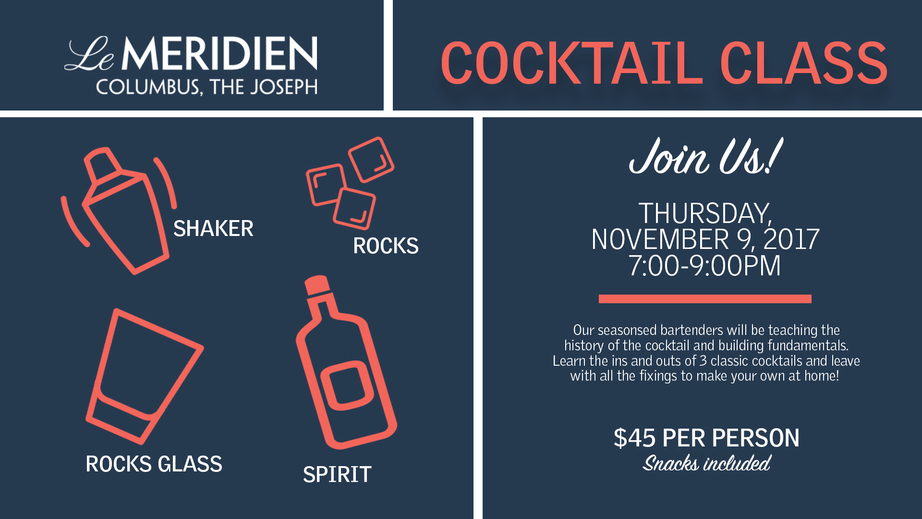 Le MERIDIEN
COLUMBUS, THE JOSEPH
COCKTAIL CLASS
SHAKER
ROCKS
ROCKS GLASS
SPIRIT
Join Us!
THURSDAY,
NOVEMBER 9, 2017
7:00-9:00PM
Our seasonsed bartenders will be teaching the
history of the cocktail and building fundamentals.
Learn the ins and outs of 3 classic cocktails and leave
with all the fixings to make your own at home!
$45 PER PERSON
Snacks included